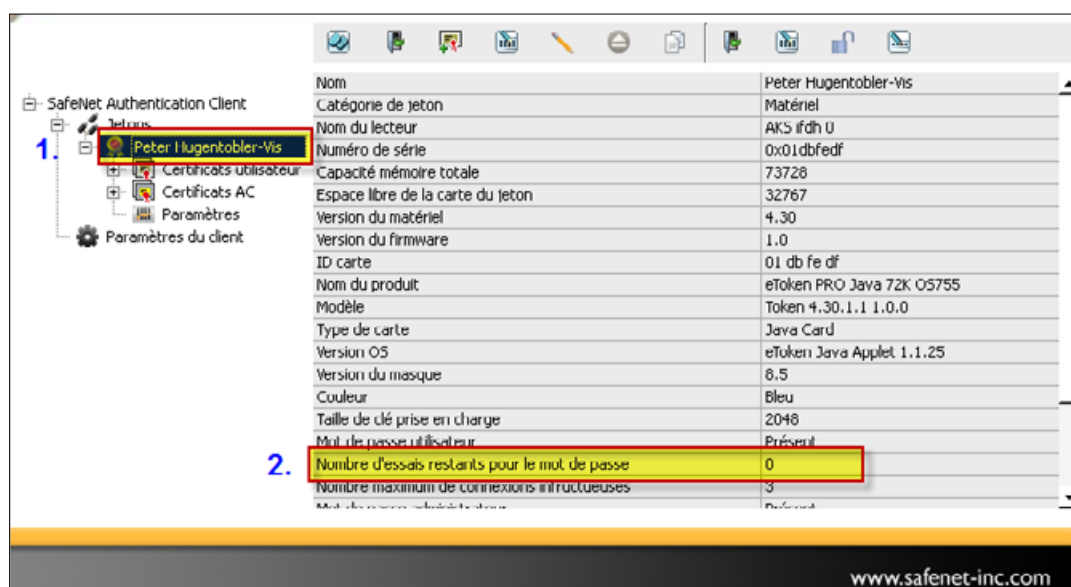 Nom Peter Hugentobler-Vis
SafeNet Authentication Client
Catégorie de jeton Matériel
Jetons
Nom du lecteur AKS ifdh 0
1. Peter Hugentobler-Vis
Numéro de série 0x01dbfedf
Certificats utilisateur
Capacité mémoire totale 73728
Certificats AC
Espace libre de la carte du jeton 32767
Paramètres
Version du matériel 4.30
Paramètres du client
Version du firmware 1.0
ID carte 01 db fe df
Nom du produit eToken PRO Java 72K OS755
Modèle Token 4.30.1.1 1.0.0
Type de carte Java Card
Version OS eToken Java Applet 1.1.25
Version du masque 8.5
Couleur Bleu
Taille de clé prise en charge 2048
Mot de passe utilisateur Présent
2. Nombre d'essais restants pour le mot de passe 0
Nombre maximum de connexions infructueuses 3
Mot de passe administrateur Présent
www.safenet-inc.com